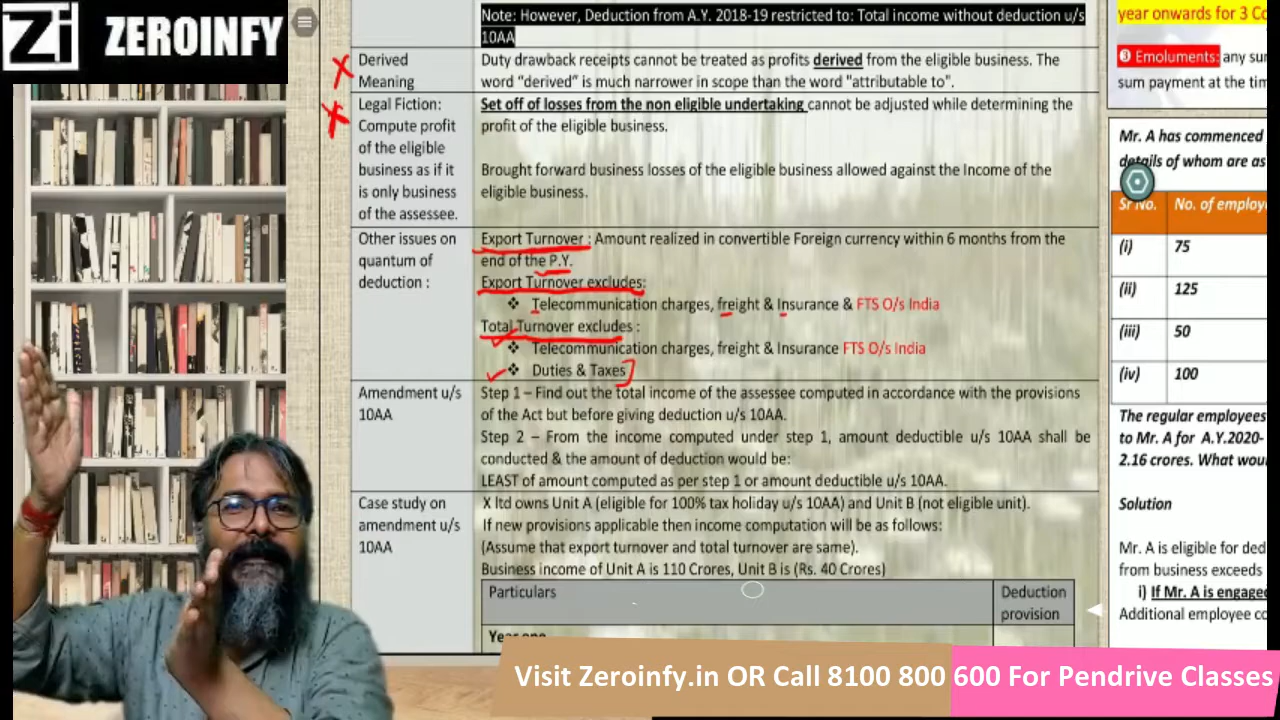 Zi ZEROINFY
Note: However, Deduction from A.Y. 2018-19 restricted to: Total income without deduction u/s
10AA
Derived
Meaning
Duty drawback receipts cannot be treated as profits derived from the eligible business. The
word “derived” is much narrower in scope than the word "attributable to".
Legal Fiction:
Compute profit
of the eligible
business as if it
is only business
of the assessee.
Set off of losses from the non eligible undertaking cannot be adjusted while determining the
profit of the eligible business.
Brought forward business losses of the eligible business allowed against the Income of the
eligible business.
Other issues on
quantum of
deduction :
Export Turnover : Amount realized in convertible Foreign currency within 6 months from the
end of the P.Y.
Export Turnover excludes:
❖ Telecommunication charges, freight & Insurance & FTS O/s India
Total Turnover excludes :
❖ Telecommunication charges, freight & Insurance FTS O/s India
❖ Duties & Taxes
Amendment u/s
10AA
Step 1 – Find out the total income of the assessee computed in accordance with the provisions
of the Act but before giving deduction u/s 10AA.
Step 2 – From the income computed under step 1, amount deductible u/s 10AA shall be
conducted & the amount of deduction would be:
LEAST of amount computed as per step 1 or amount deductible u/s 10AA.
Case study on
amendment u/s
10AA
X ltd owns Unit A (eligible for 100% tax holiday u/s 10AA) and Unit B (not eligible unit).
If new provisions applicable then income computation will be as follows:
(Assume that export turnover and total turnover are same).
Business income of Unit A is 110 Crores, Unit B is (Rs. 40 Crores)
Particulars
Deduction
provision
Year one
year onwards for 3 Co
❸ Emoluments: any su
sum payment at the tim
Mr. A has commenced
details of whom are as
Sr No. No. of employ
(i) 75
(ii) 125
(iii) 50
(iv) 100
The regular employees
to Mr. A for A.Y.2020-
2.16 crores. What wou
Solution
Mr. A is eligible for ded
from business exceeds
i) If Mr. A is engage
Additional employee co
Visit Zeroinfy.in OR Call 8100 800 600 For Pendrive Classes